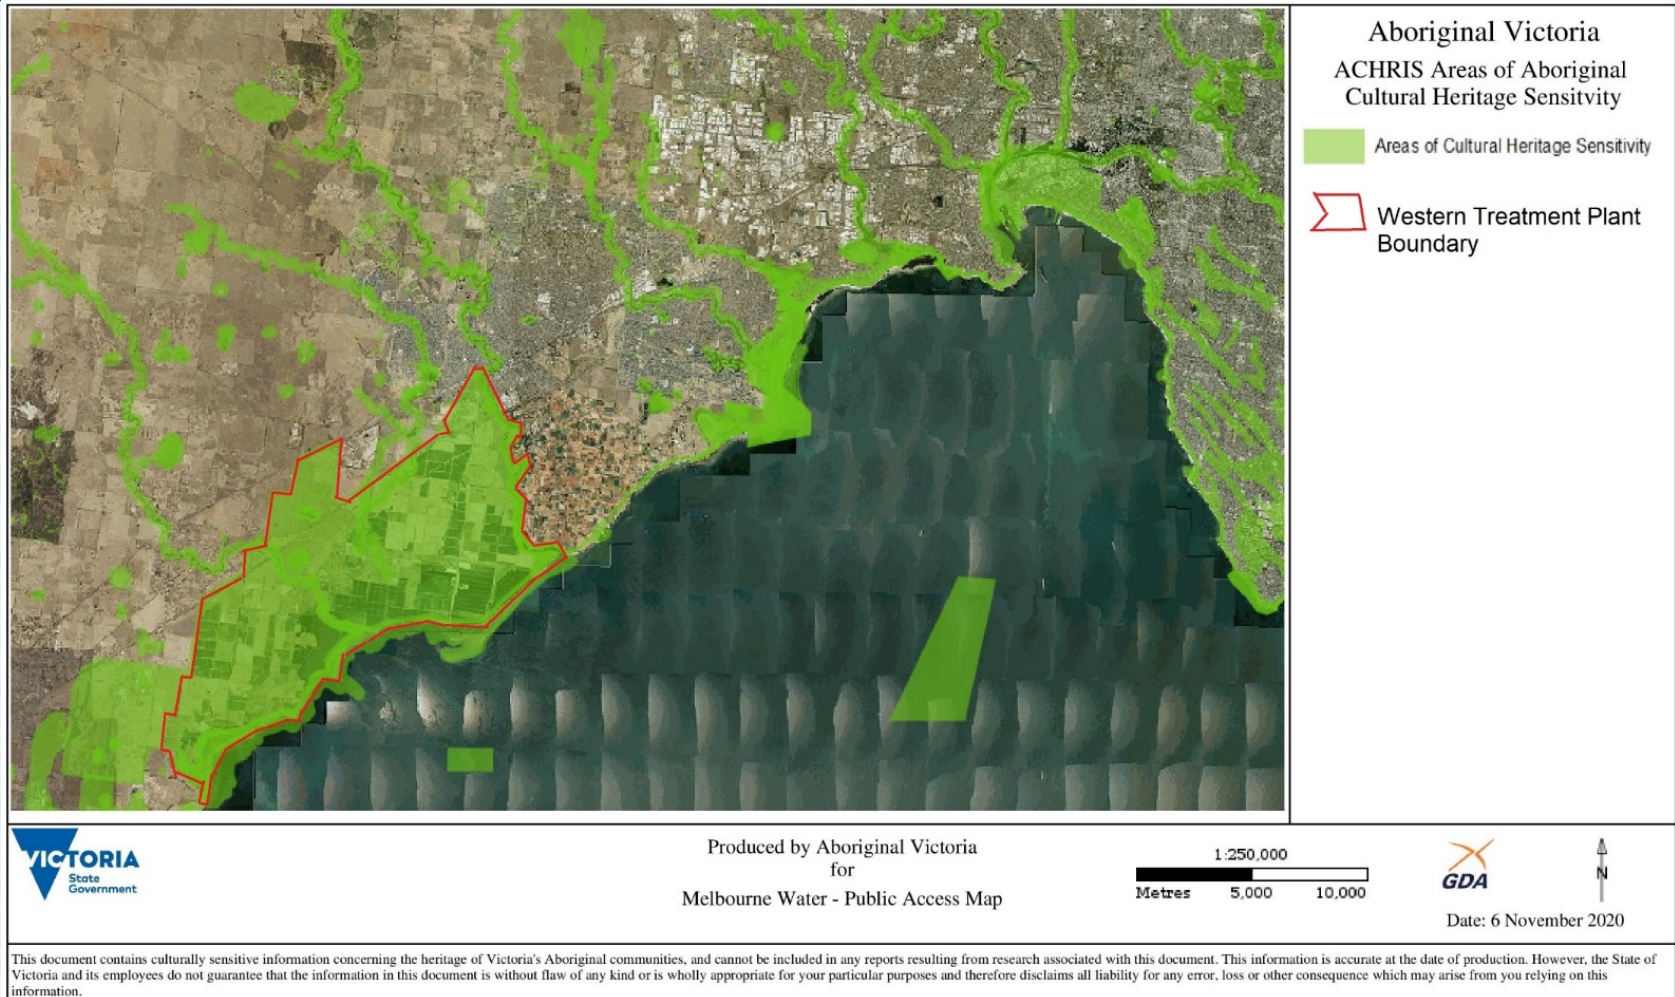 Aboriginal Victoria
ACHRIS Areas of Aboriginal
Cultural Heritage Sensitvity
Areas of Cultural Heritage Sensitivity
Western Treatment Plant
Boundary
VICTORIA
State
Government
Produced by Aboriginal Victoria
for
Melbourne Water - Public Access Map
1:250,000
Metres 5,000 10,000
GDA
N
Date: 6 November 2020
This document contains culturally sensitive information concerning the heritage of Victoria's Aboriginal communities, and cannot be included in any reports resulting from research associated with this document. This information is accurate at the date of production. However, the State of
Victoria and its employees do not guarantee that the information in this document is without flaw of any kind or is wholly appropriate for your particular purposes and therefore disclaims all liability for any error, loss or other consequence which may arise from you relying on this
information.